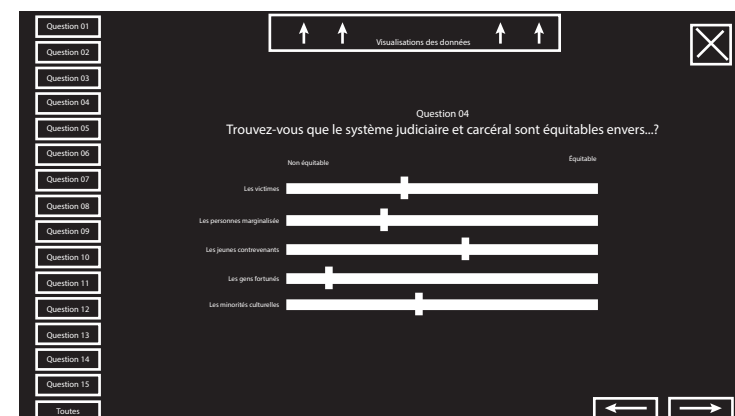 Question 01
Question 02
Question 03
Question 04
Question 05
Question 06
Question 07
Question 08
Question 09
Question 10
Question 11
Question 12
Question 13
Question 14
Question 15
Toutes
Visualisations des données
Question 04
Trouvez-vous que le système judiciaire et carcéral sont équitables envers...?
Non équitable
Équitable
Les victimes
Les personnes marginalisée
Les jeunes contrevenants
Les gens fortunés
Les minorités culturelles